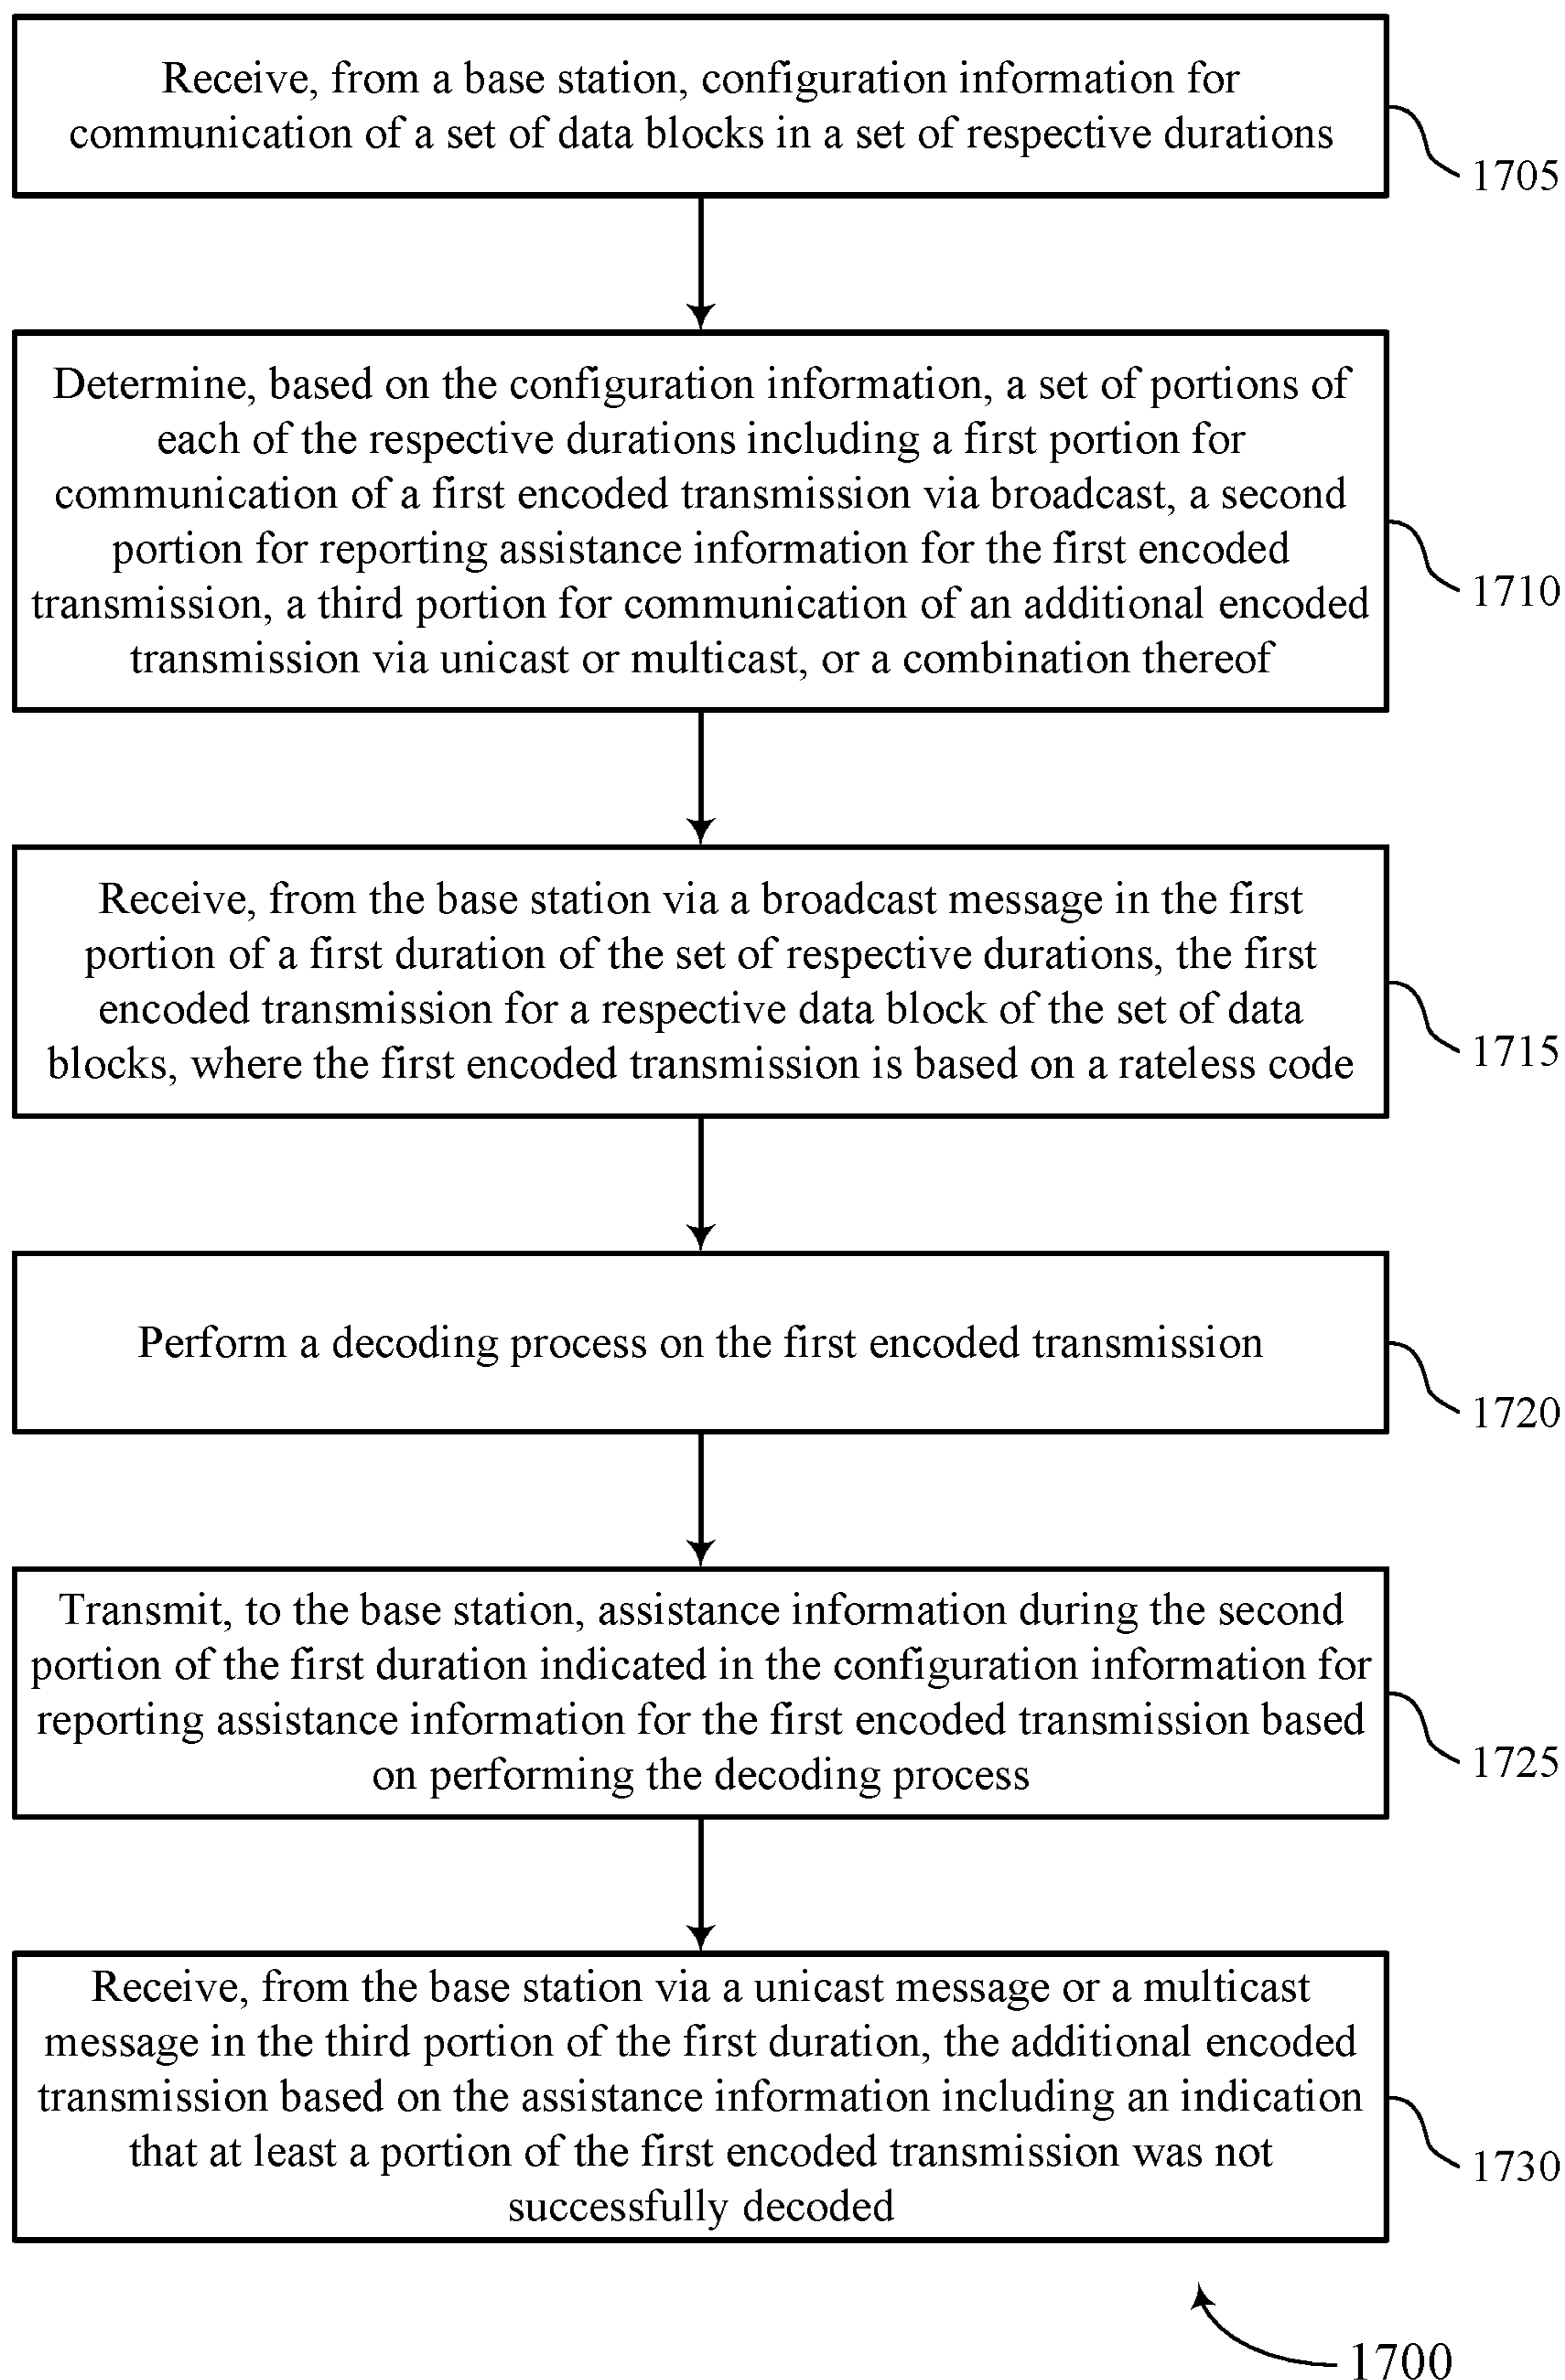 Receive, from a base station, configuration information for
communication of a set of data blocks in a set of respective durations
1705
Determine, based on the configuration information, a set of portions of
each of the respective durations including a first portion for
communication of a first encoded transmission via broadcast, a second
portion for reporting assistance information for the first encoded
transmission, a third portion for communication of an additional encoded
transmission via unicast or multicast, or a combination thereof
1710
Receive, from the base station via a broadcast message in the first
portion of a first duration of the set of respective durations, the first
encoded transmission for a respective data block of the set of data
blocks, where the first encoded transmission is based on a rateless code
1715
Perform a decoding process on the first encoded transmission
1720
Transmit, to the base station, assistance information during the second
portion of the first duration indicated in the configuration information for
reporting assistance information for the first encoded transmission based
on performing the decoding process
1725
Receive, from the base station via a unicast message or a multicast
message in the third portion of the first duration, the additional encoded
transmission based on the assistance information including an indication
that at least a portion of the first encoded transmission was not
successfully decoded
1730
1700